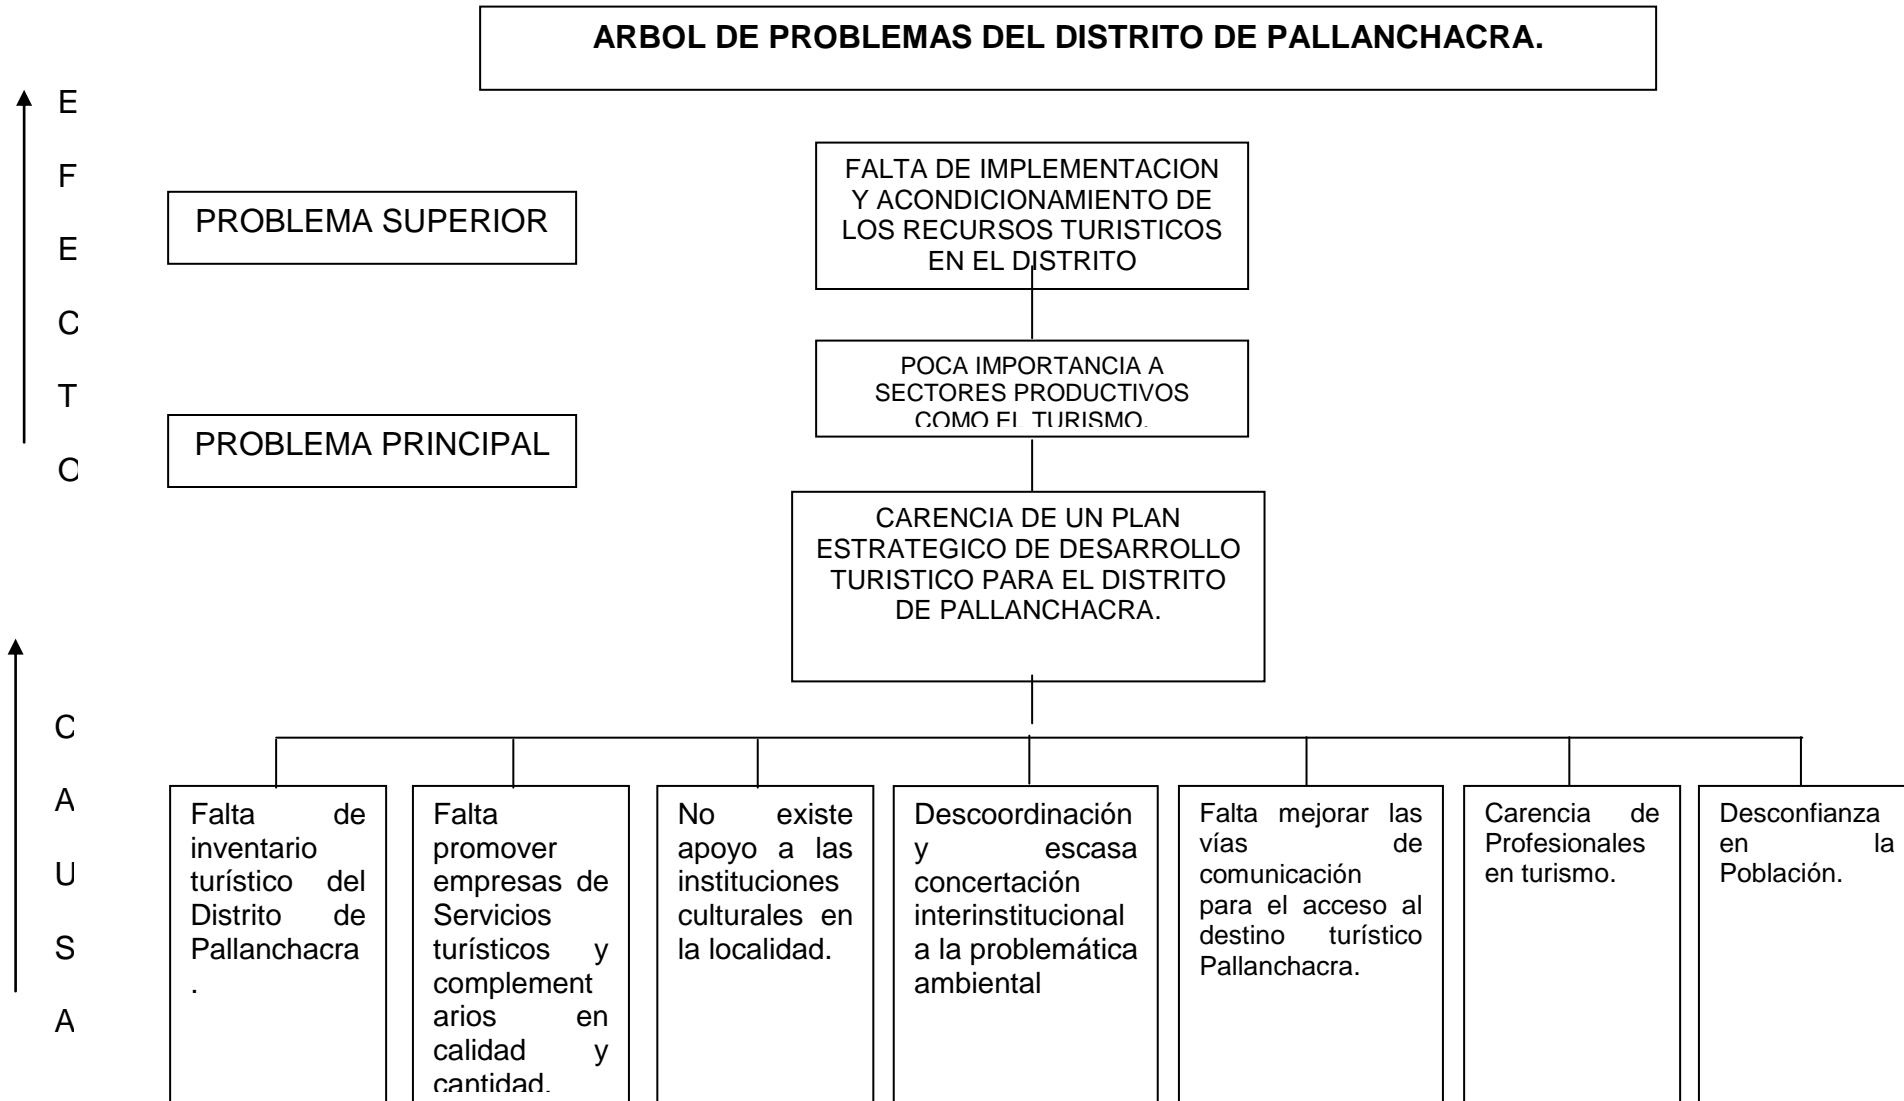 ARBOL DE PROBLEMAS DEL DISTRITO DE PALLANCHACRA.
E
F
E
C
T
O
PROBLEMA SUPERIOR
FALTA DE IMPLEMENTACION
Y ACONDICIONAMIENTO DE
LOS RECURSOS TURISTICOS
EN EL DISTRITO
POCA IMPORTANCIA A
SECTORES PRODUCTIVOS
COMO EL TURISMO.
PROBLEMA PRINCIPAL
CARENCIA DE UN PLAN
ESTRATEGICO DE DESARROLLO
TURISTICO PARA EL DISTRITO
DE PALLANCHACRA.
C
A
U
S
A
Falta de
inventario
turístico del
Distrito de
Pallanchacra
.
Falta
promover
empresas de
Servicios
turísticos y
complement
arios en
calidad y
cantidad.
No existe
apoyo a las
instituciones
culturales en
la localidad.
Descoordinación
y escasa
concertación
interinstitucional
a la problemática
ambiental
Falta mejorar las
vías de
comunicación
para el acceso al
destino turístico
Pallanchacra.
Carencia de
Profesionales
en turismo.
Desconfianza
en la
Población.